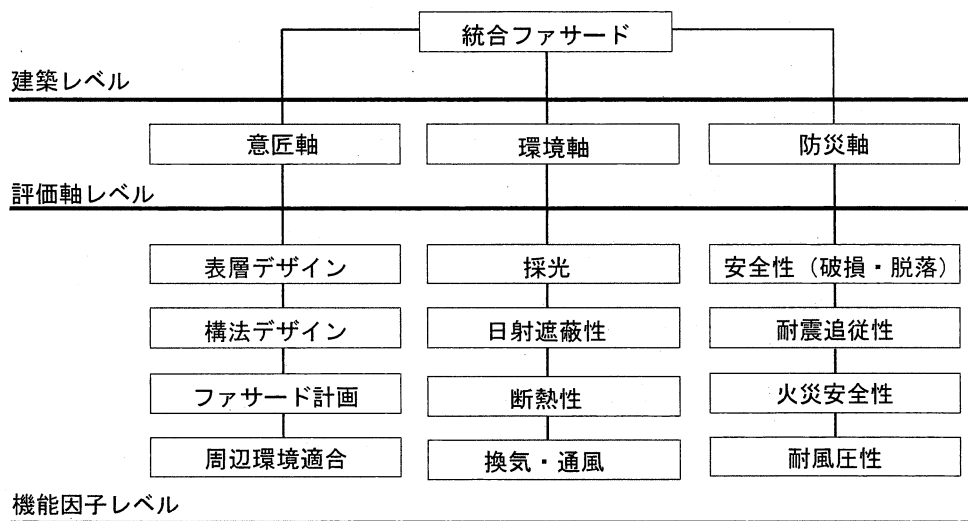 統合ファサード
建築レベル
意匠軸
環境軸
防災軸
評価軸レベル
表層デザイン
採光
安全性（破損・脱落）
構法デザイン
日射遮蔽性
耐震追従性
ファサード計画
断熱性
火災安全性
周辺環境適合
換気・通風
耐風圧性
機能因子レベル